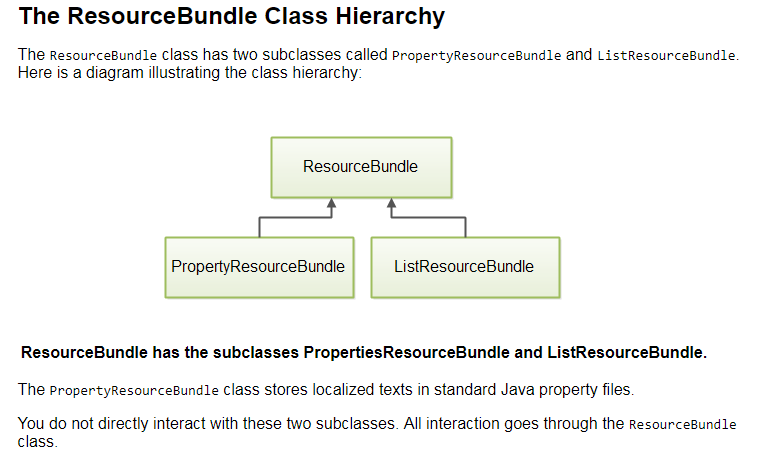 The ResourceBundle Class Hierarchy
The ResourceBundle class has two subclasses called PropertyResourceBundle and ListResourceBundle.
Here is a diagram illustrating the class hierarchy:
ResourceBundle
PropertyResourceBundle
ListResourceBundle
ResourceBundle has the subclasses PropertiesResourceBundle and ListResourceBundle.
The PropertyResourceBundle class stores localized texts in standard Java property files.
You do not directly interact with these two subclasses. All interaction goes through the ResourceBundle
class.